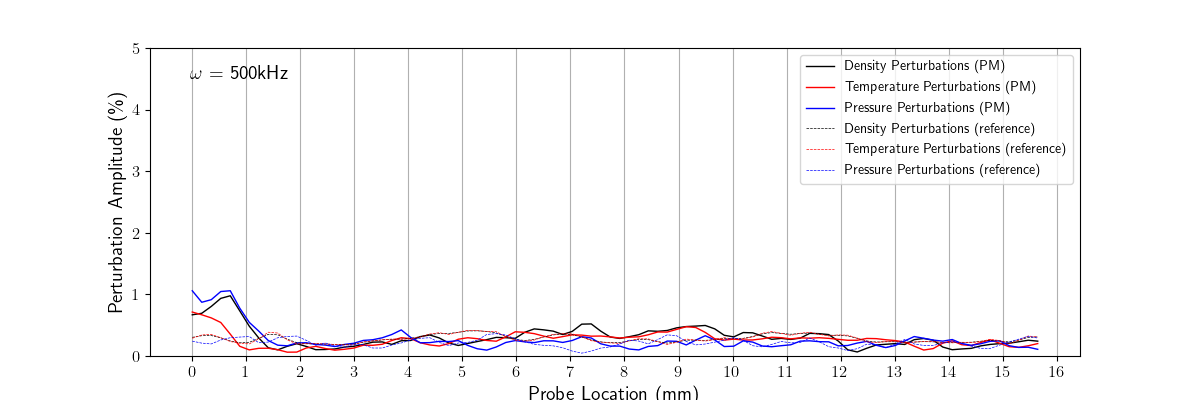 ω = 500kHz
Density Perturbations (PM)
Temperature Perturbations (PM)
Pressure Perturbations (PM)
Density Perturbations (reference)
Temperature Perturbations (reference)
Pressure Perturbations (reference)
Perturbation Amplitude (%)
5
4
3
2
1
0
0 1 2 3 4 5 6 7 8 9 10 11 12 13 14 15 16
Probe Location (mm)